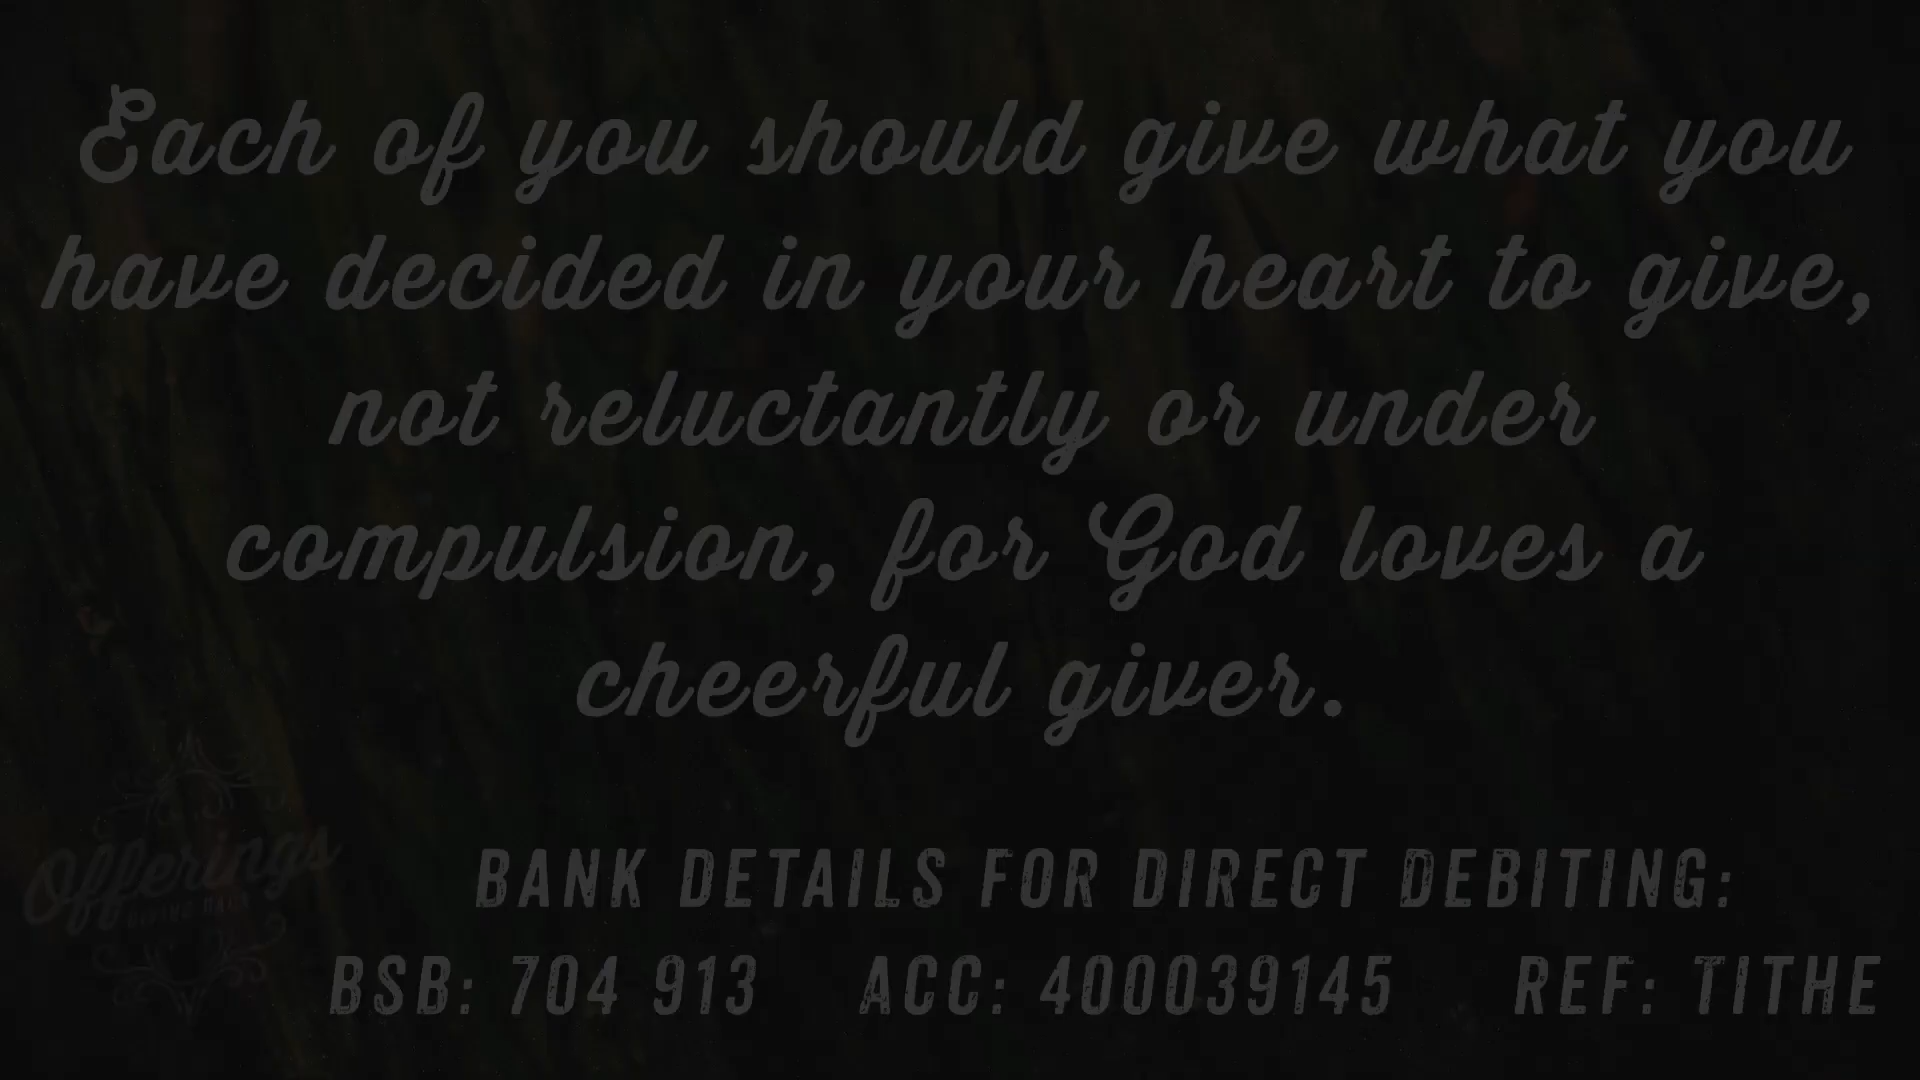 Each of you should give what you
have decided in your heart to give,
not reluctantly or under
compulsion, for God loves a
cheerful giver.
Offerings
BANK DETAILS FOR DIRECT DEBITING:
BSB: 704 913 ACC: 400039145 REF: TITHE